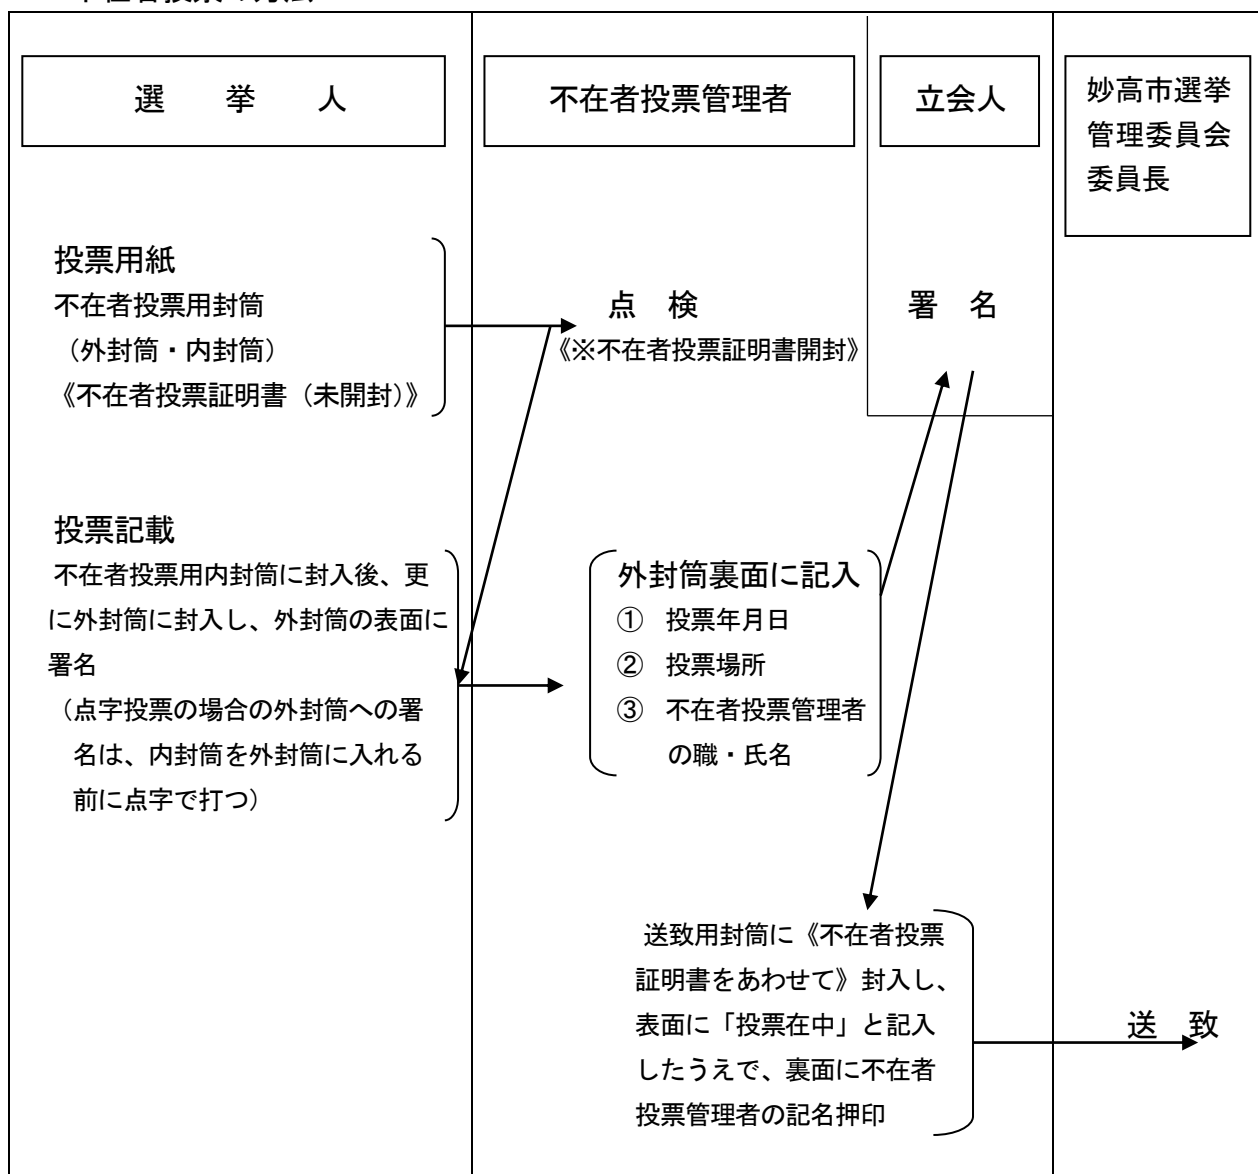 選　挙　人
不在者投票管理者
立会人
妙高市選挙
管理委員会
委員長
投票用紙
不在者投票用封筒
（外封筒・内封筒）
《不在者投票証明書（未開封）》
点　検
《※不在者投票証明書開封》
署　名
投票記載
不在者投票用内封筒に封入後、更
に外封筒に封入し、外封筒の表面に
署名
（点字投票の場合の外封筒への署
名は、内封筒を外封筒に入れる
前に点字で打つ）
外封筒裏面に記入
①　投票年月日
②　投票場所
③　不在者投票管理者
の職・氏名
送致用封筒に《不在者投票
証明書をあわせて》封入し、
表面に「投票在中」と記入
したうえで、裏面に不在者
投票管理者の記名押印
送　致